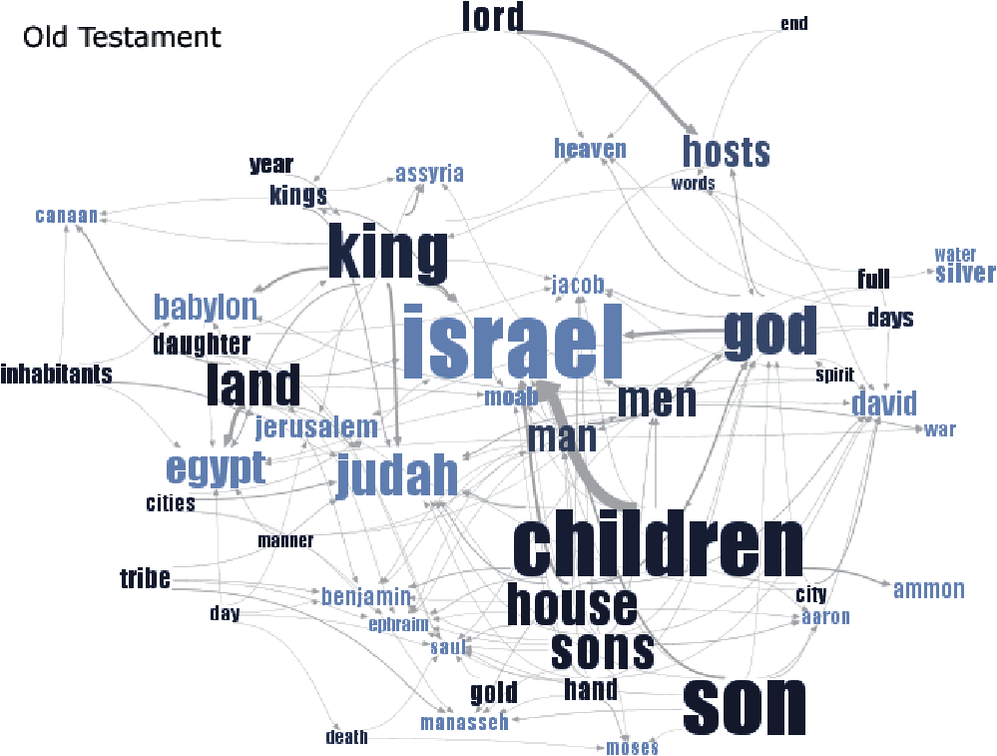 lord
end
Old Testament
heaven
hosts
year
assyria
words
kings
canaan
king
water
silver
babylon
jacob
full
israel
god
days
daughter
inhabitants
land
spirit
moab
men
david
jerusalem
man
war
egypt
judah
cities
children
manner
tribe
benjamin
house
city
ammon
day
ephraim
aaron
saul
sons
gold
hand
son
manasseh
death
moses